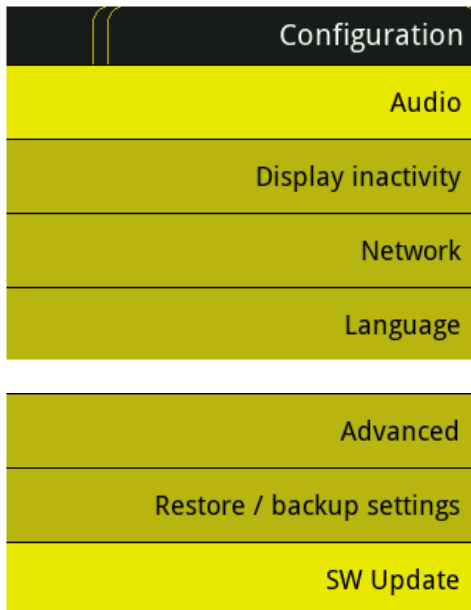 Configuration
Audio
Display inactivity
Network
Language
Advanced
Restore / backup settings
SW Update